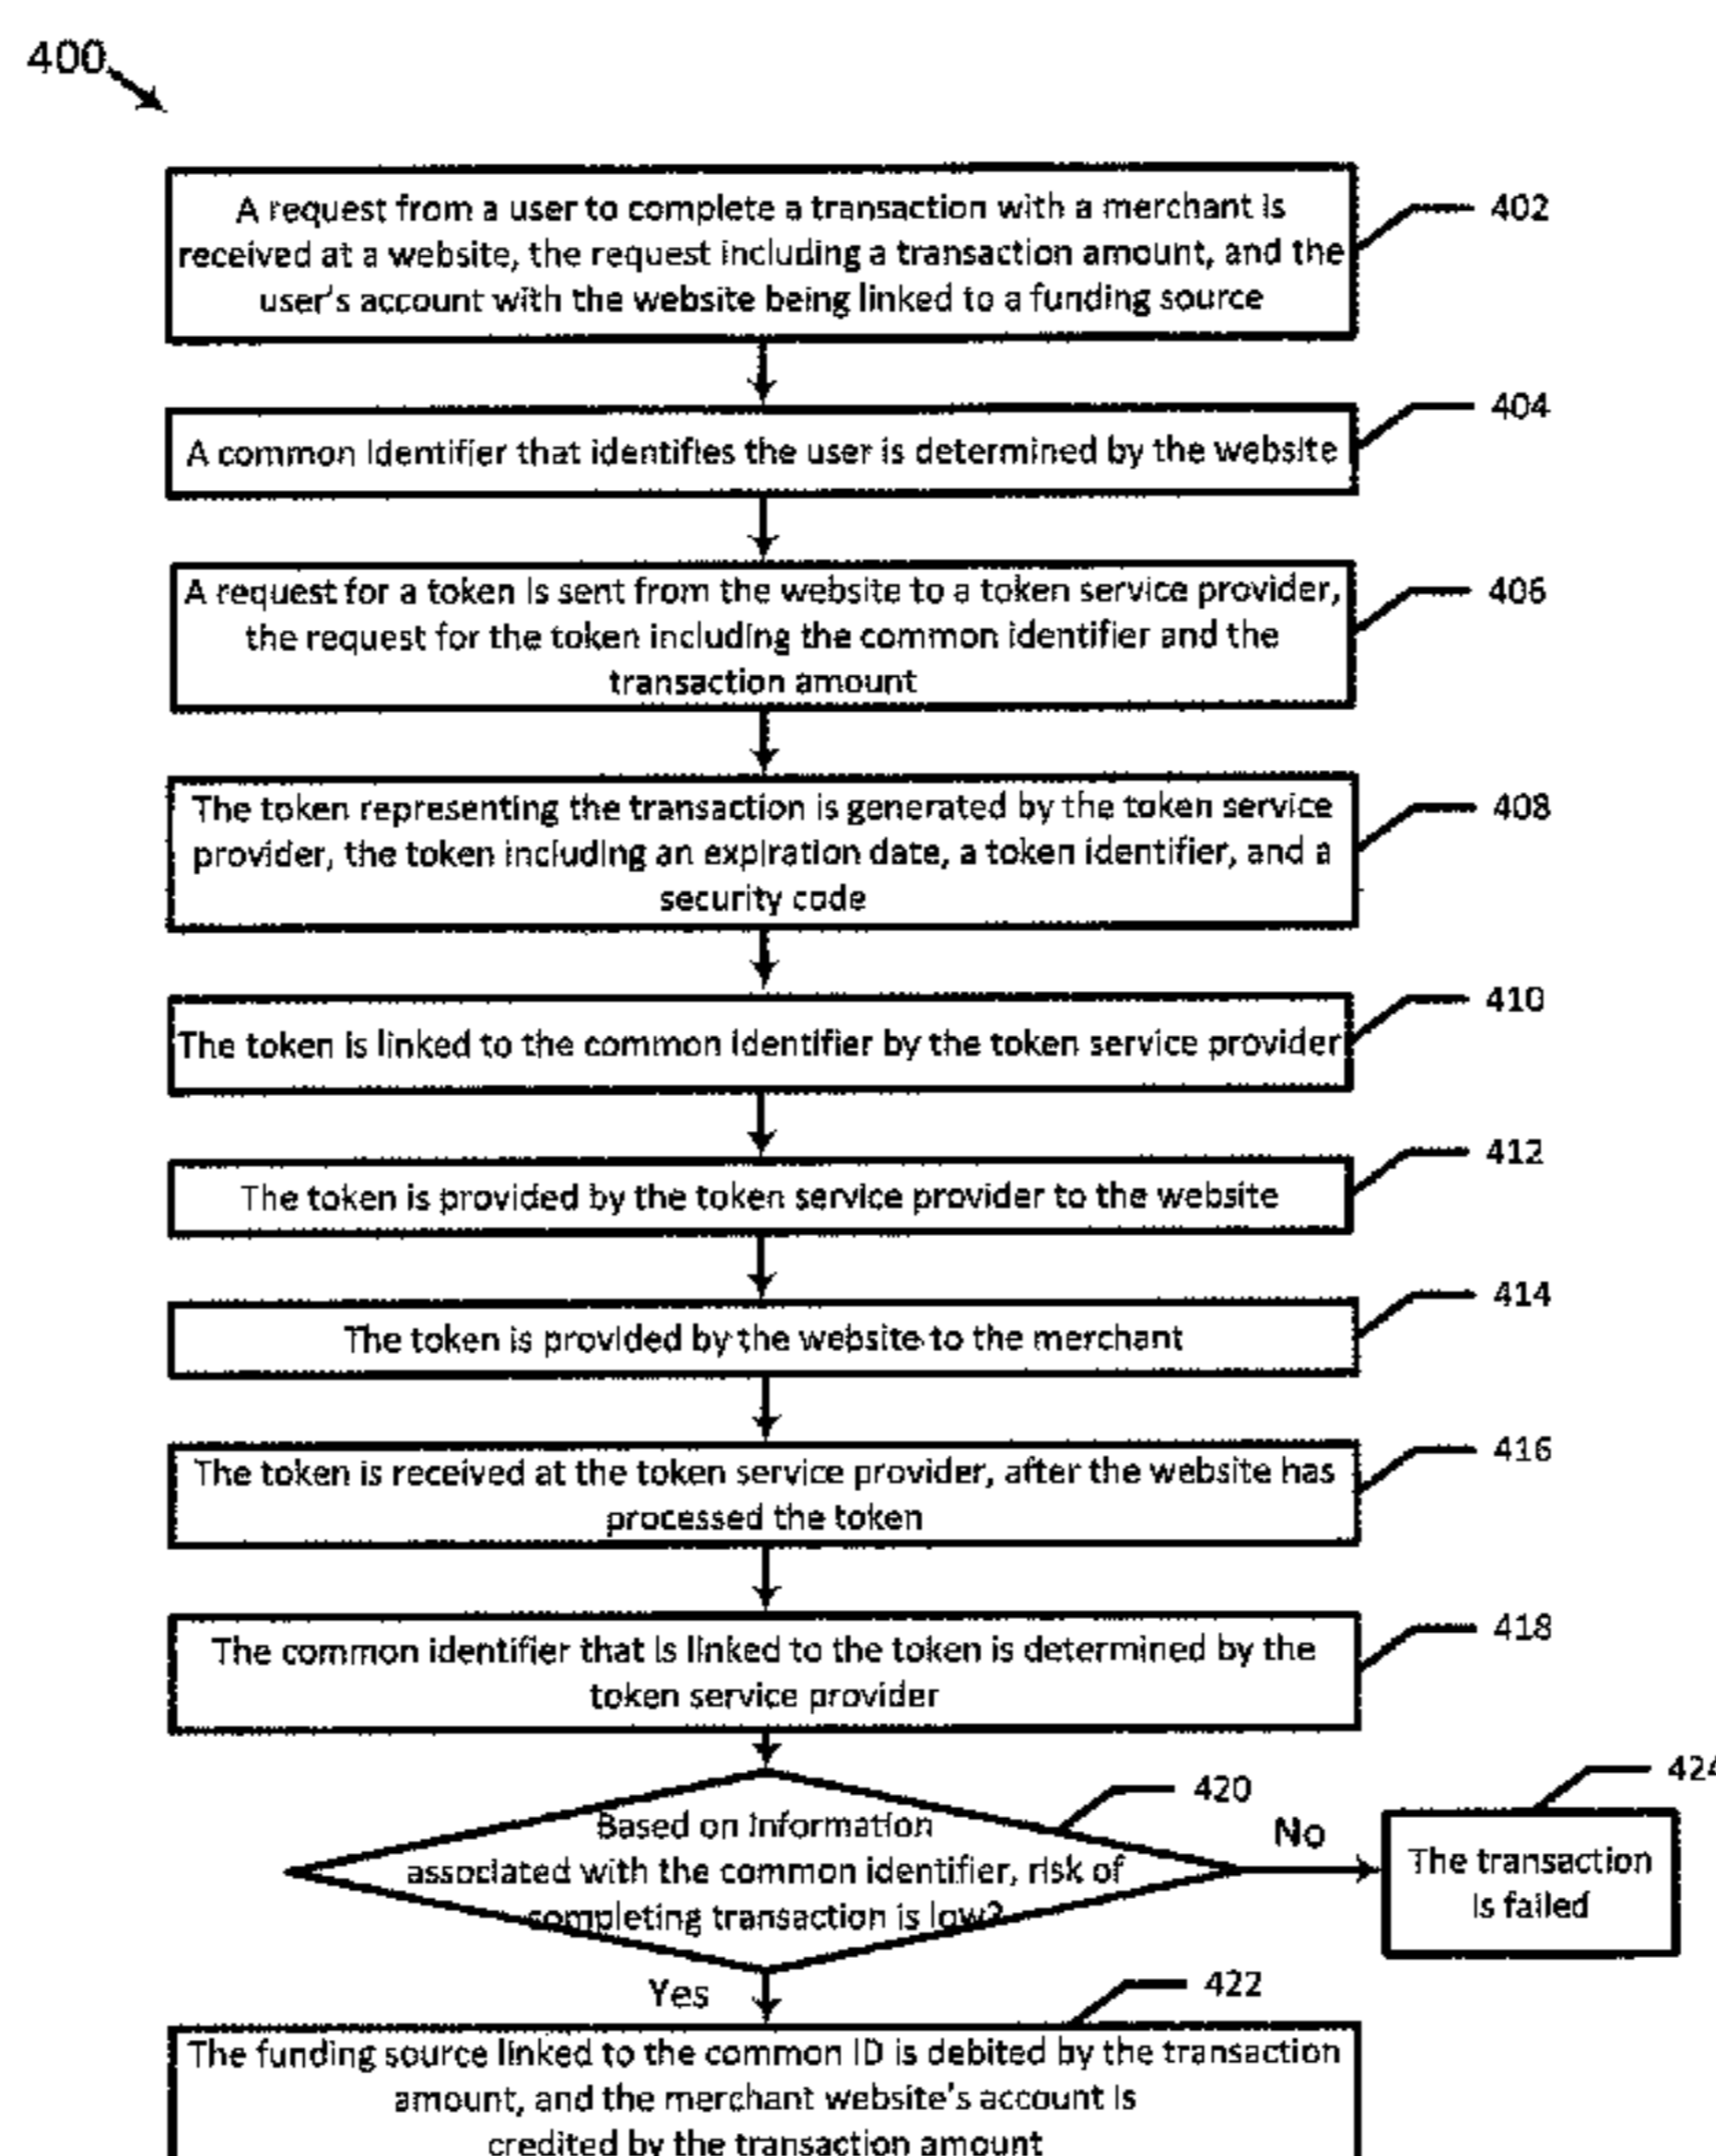 400
A request from a user to complete a transaction with a merchant is
received at a website, the request including a transaction amount, and the
user's account with the website being linked to a funding source
402
A common identifier that identifies the user is determined by the website
404
A request for a token is sent from the website to a token service provider,
the request for the token including the common identifier and the
transaction amount
406
The token representing the transaction is generated by the token service
provider, the token including an expiration date, a token identifier, and a
security code
408
The token is linked to the common identifier by the token service provider
410
The token is provided by the token service provider to the website
412
The token is provided by the website to the merchant
414
The token is received at the token service provider, after the website has
processed the token
416
The common identifier that is linked to the token is determined by the
token service provider
418
Based on information
associated with the common identifier, risk of
completing transaction is low?
420
No
The transaction
is failed
424
Yes
422
The funding source linked to the common ID is debited by the transaction
amount, and the merchant website's account is
credited by the transaction amount